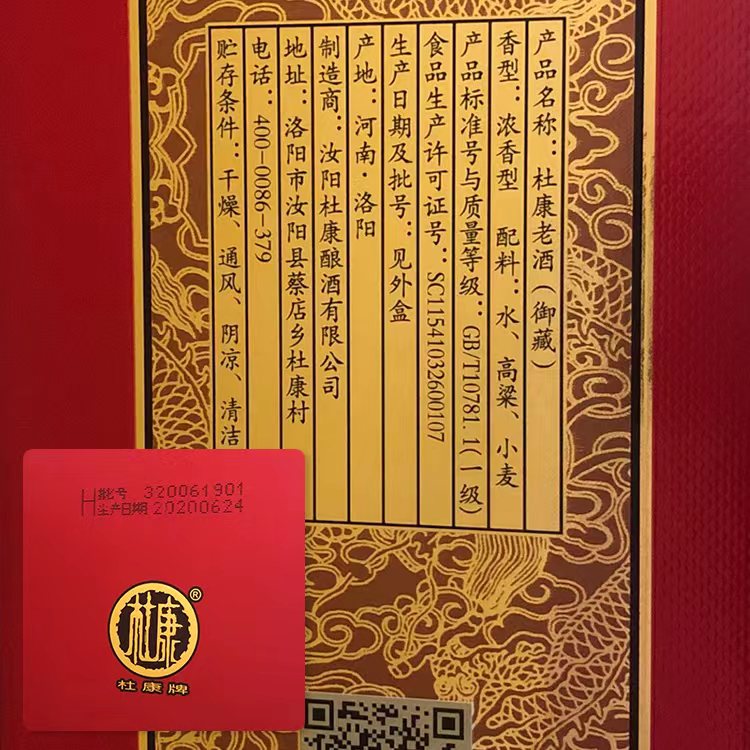 产品名称：杜康老酒（御藏）
香型：浓香型 配料：水、高粱、小麦
产品标准号与质量等级：GB/T10781.1(一级)
食品生产许可证号：SC11541032600107
生产日期及批号：见外盒
产地：河南·洛阳
制造商：汝阳杜康酿酒有限公司
地址：洛阳市汝阳县蔡店乡杜康村
电话：400-0086-379
贮存条件：干燥、通风、阴凉、清洁
H批号 320061901
生产日期 20200624
杜康®
杜康牌